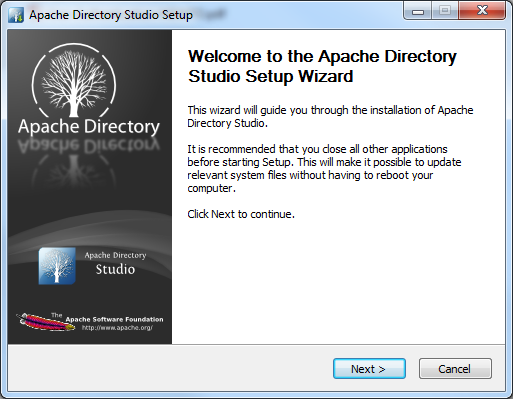 Apache Directory Studio Setup
Apache Directory
Apache Directory
Studio
The
Apache Software Foundation
http://www.apache.org/
Welcome to the Apache Directory
Studio Setup Wizard
This wizard will guide you through the installation of Apache
Directory Studio.
It is recommended that you close all other applications
before starting Setup. This will make it possible to update
relevant system files without having to reboot your
computer.
Click Next to continue.
Next >
Cancel